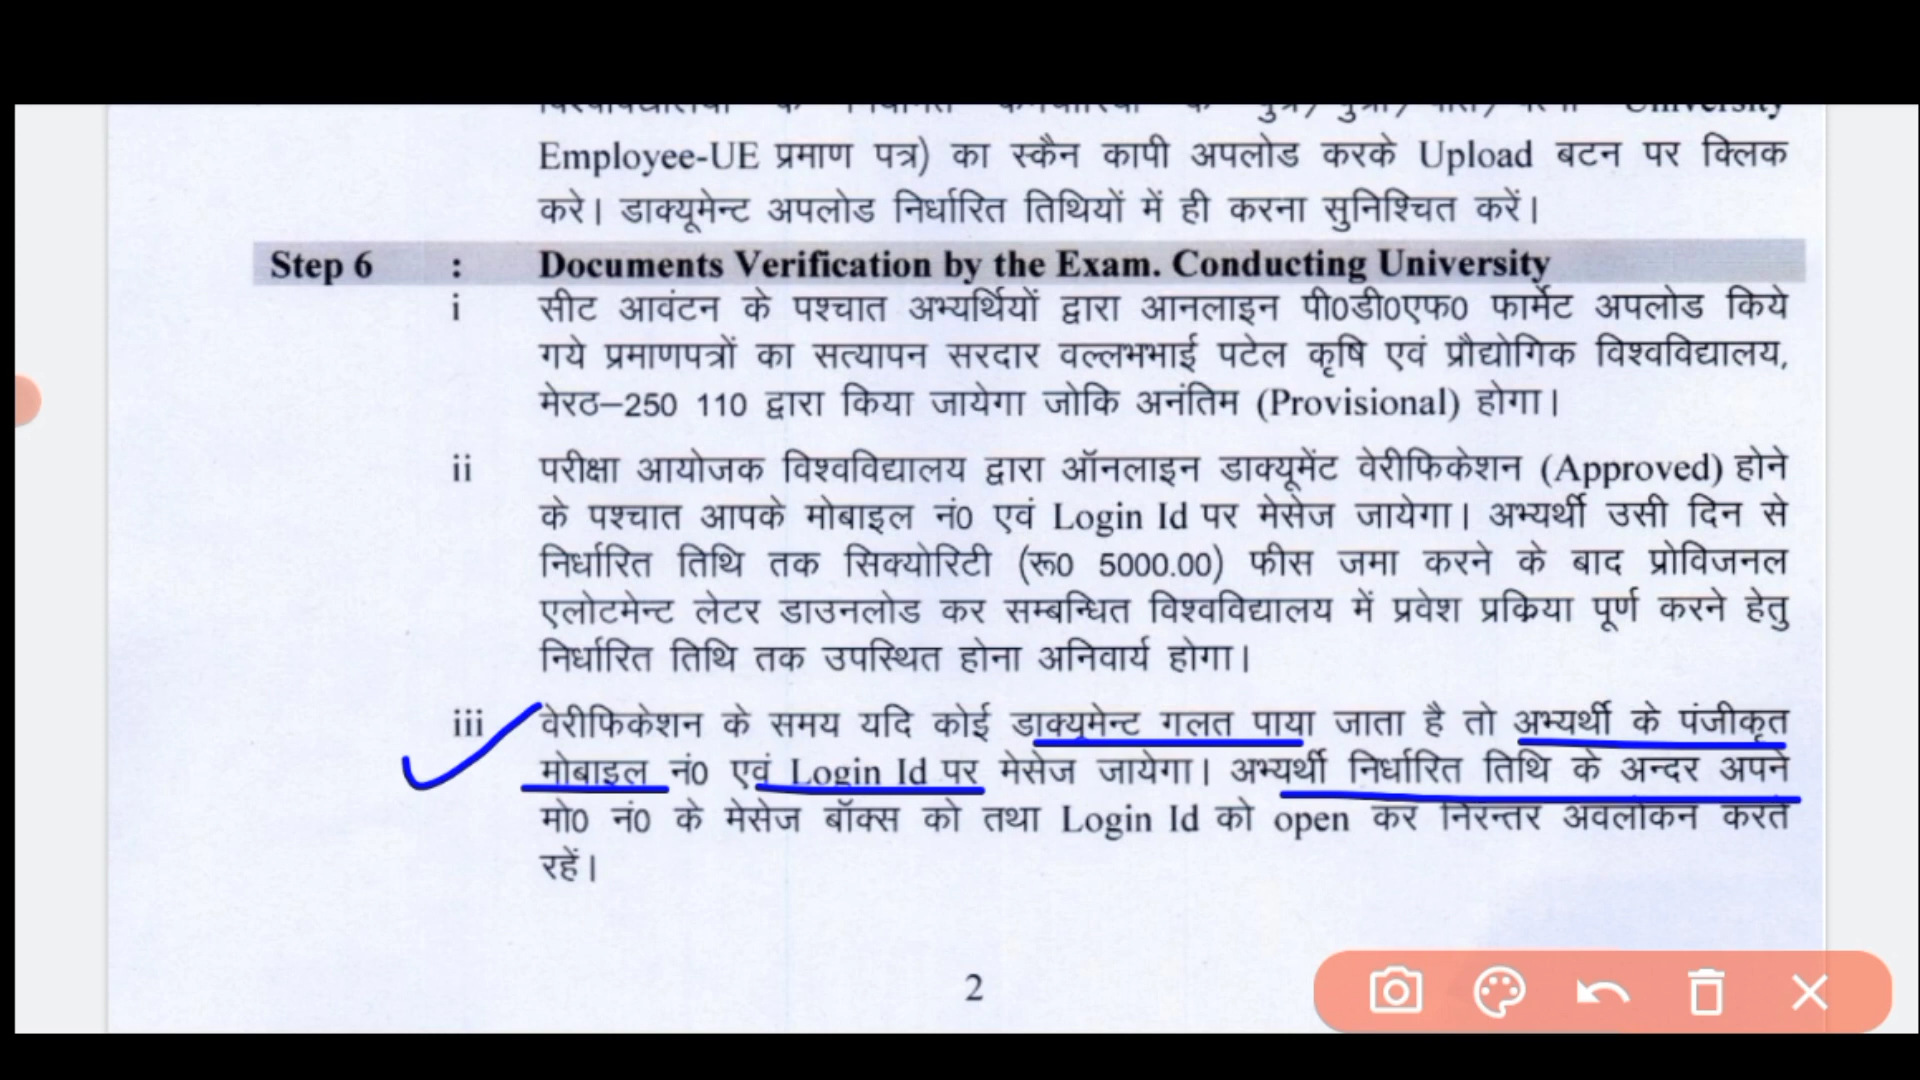 Employee-UE प्रमाण पत्र) का स्कैन कापी अपलोड करके Upload बटन पर क्लिक
करे। डाक्यूमेन्ट अपलोड निर्धारित तिथियों में ही करना सुनिश्चित करें।
Step 6 : Documents Verification by the Exam. Conducting University
i सीट आवंटन के पश्चात अभ्यर्थियों द्वारा आनलाइन पी0डी0एफ0 फार्मेट अपलोड किये
गये प्रमाणपत्रों का सत्यापन सरदार वल्लभभाई पटेल कृषि एवं प्रौद्योगिक विश्वविद्यालय,
मेरठ–250 110 द्वारा किया जायेगा जोकि अनंतिम (Provisional) होगा।
ii परीक्षा आयोजक विश्वविद्यालय द्वारा ऑनलाइन डाक्यूमेंट वेरीफिकेशन (Approved) होने
के पश्चात आपके मोबाइल नं0 एवं Login Id पर मेसेज जायेगा। अभ्यर्थी उसी दिन से
निर्धारित तिथि तक सिक्योरिटी (रू0 5000.00) फीस जमा करने के बाद प्रोविजनल
एलोटमेन्ट लेटर डाउनलोड कर सम्बन्धित विश्वविद्यालय में प्रवेश प्रक्रिया पूर्ण करने हेतु
निर्धारित तिथि तक उपस्थित होना अनिवार्य होगा।
iii वेरीफिकेशन के समय यदि कोई डाक्यूमेन्ट गलत पाया जाता है तो अभ्यर्थी के पंजीकृत
मोबाइल नं0 एवं Login Id पर मेसेज जायेगा। अभ्यर्थी निर्धारित तिथि के अन्दर अपने
मो0 नं0 के मेसेज बॉक्स को तथा Login Id को open कर निरन्तर अवलोकन करते
रहें।
2